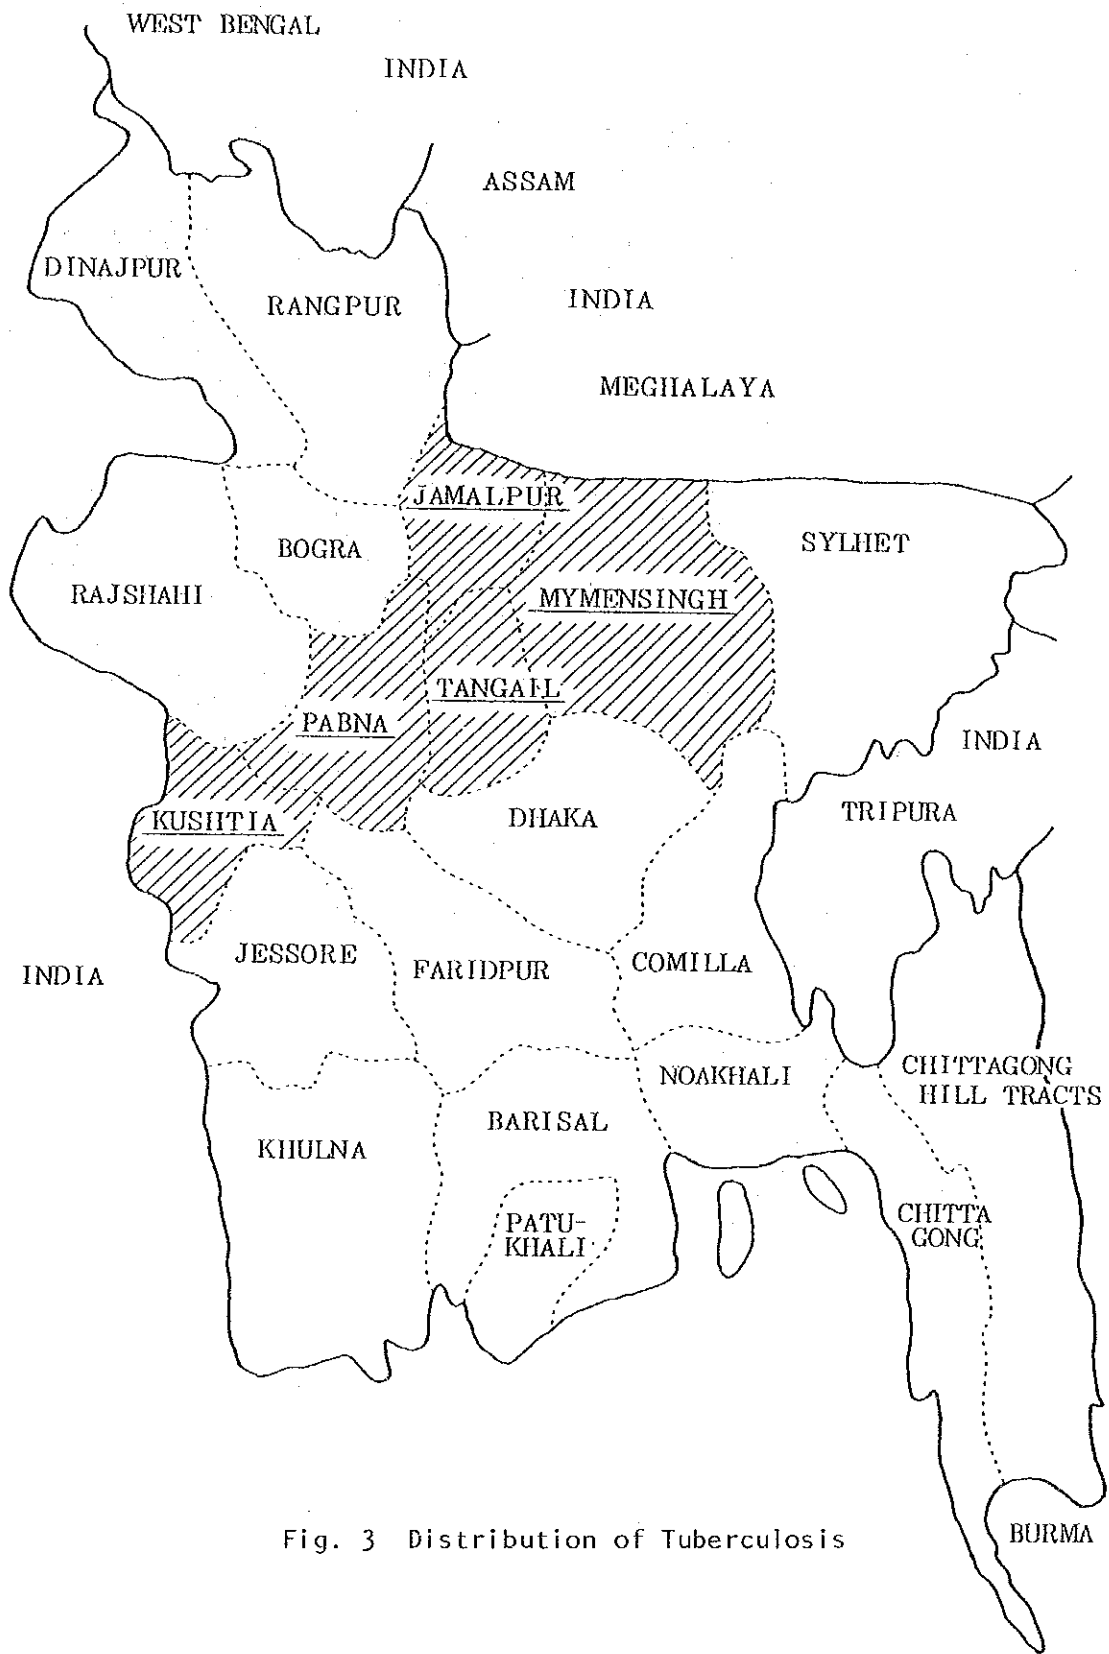 WEST BENGAL
INDIA
ASSAM
DINAJPUR
RANGPUR
INDIA
MEGHALAYA
JAMALPUR
BOGRA
SYLHET
RAJSHAHI
MYMENSINGH
TANGAIL
PABNA
INDIA
KUSHTIA
DHAKA
TRIPURA
JESSORE
FARIDPUR
COMILLA
INDIA
NOAKHALI
CHITTAGONG
HILL TRACTS
BARISAL
KHULNA
PATU-
KHALI
CHITTA
GONG
BURMA
Fig. 3 Distribution of Tuberculosis